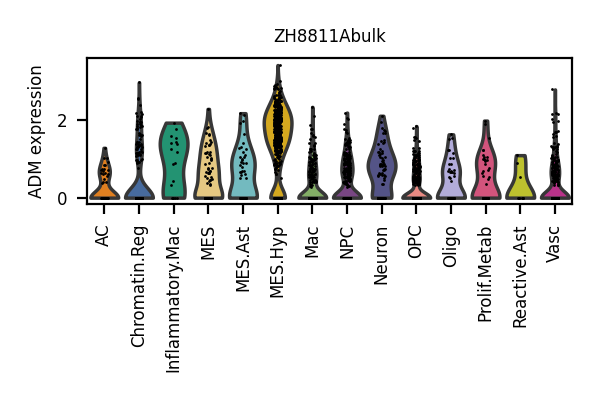 ZH8811Abulk
ADM expression
2
0
AC
Chromatin.Reg
Inflammatory.Mac
MES
MES.Ast
MES.Hyp
Mac
NPC
Neuron
OPC
Oligo
Prolif.Metab
Reactive.Ast
Vasc